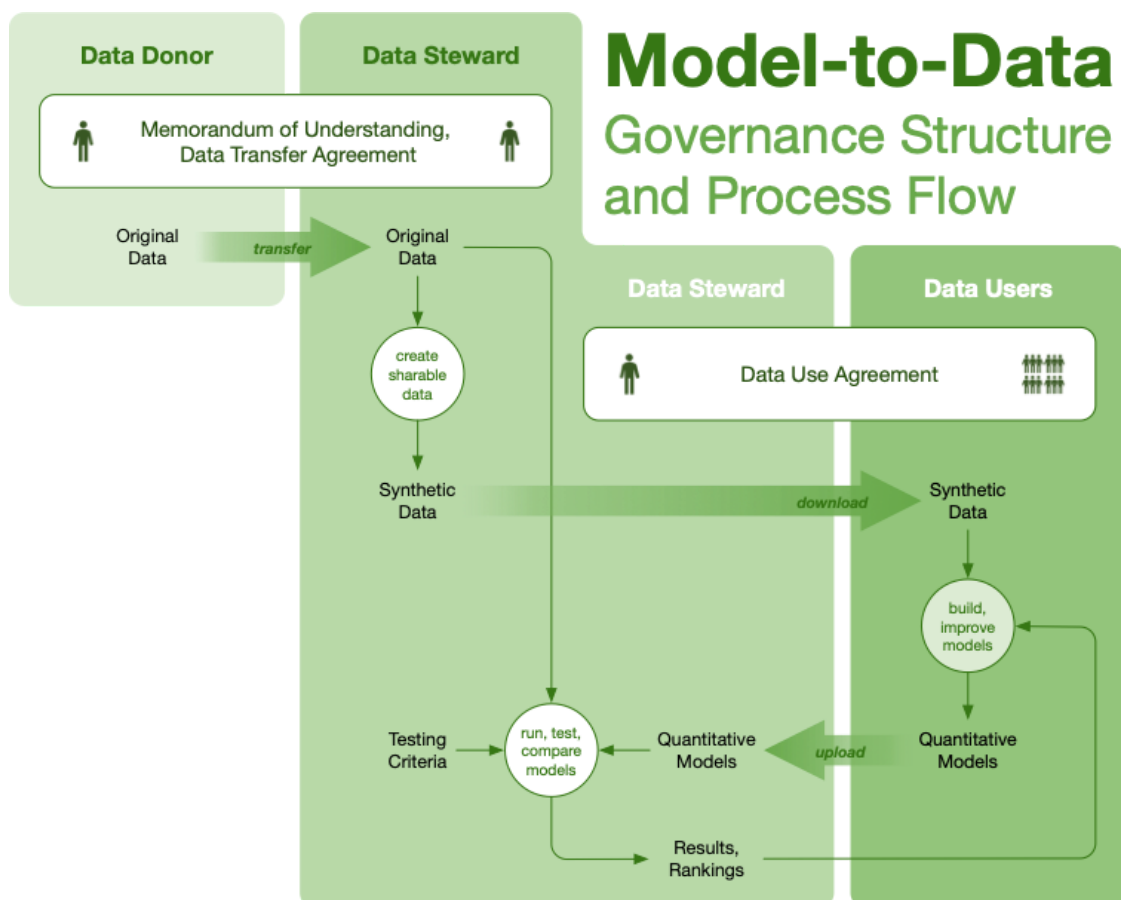 Data Donor
Data Steward
Model-to-Data
Governance Structure
and Process Flow
Memorandum of Understanding,
Data Transfer Agreement
Original
Data
transfer
Original
Data
Data Steward
Data Users
create
sharable
data
Data Use Agreement
Synthetic
Data
download
Synthetic
Data
build,
improve
models
Testing
Criteria
run, test,
compare
models
Quantitative
Models
upload
Quantitative
Models
Results,
Rankings